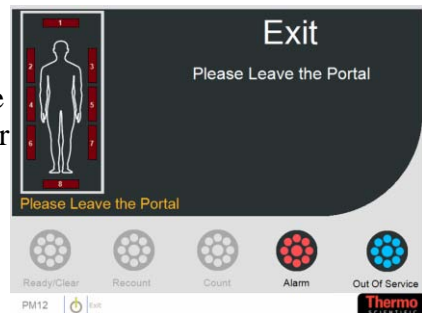 e
r
1
2
3
4
5
6
7
8
Exit
Please Leave the Portal
Please Leave the Portal
Ready/Clear
Recount
Count
Alarm
Out Of Service
PM12
Exit
Thermo
SCIENTIFIC